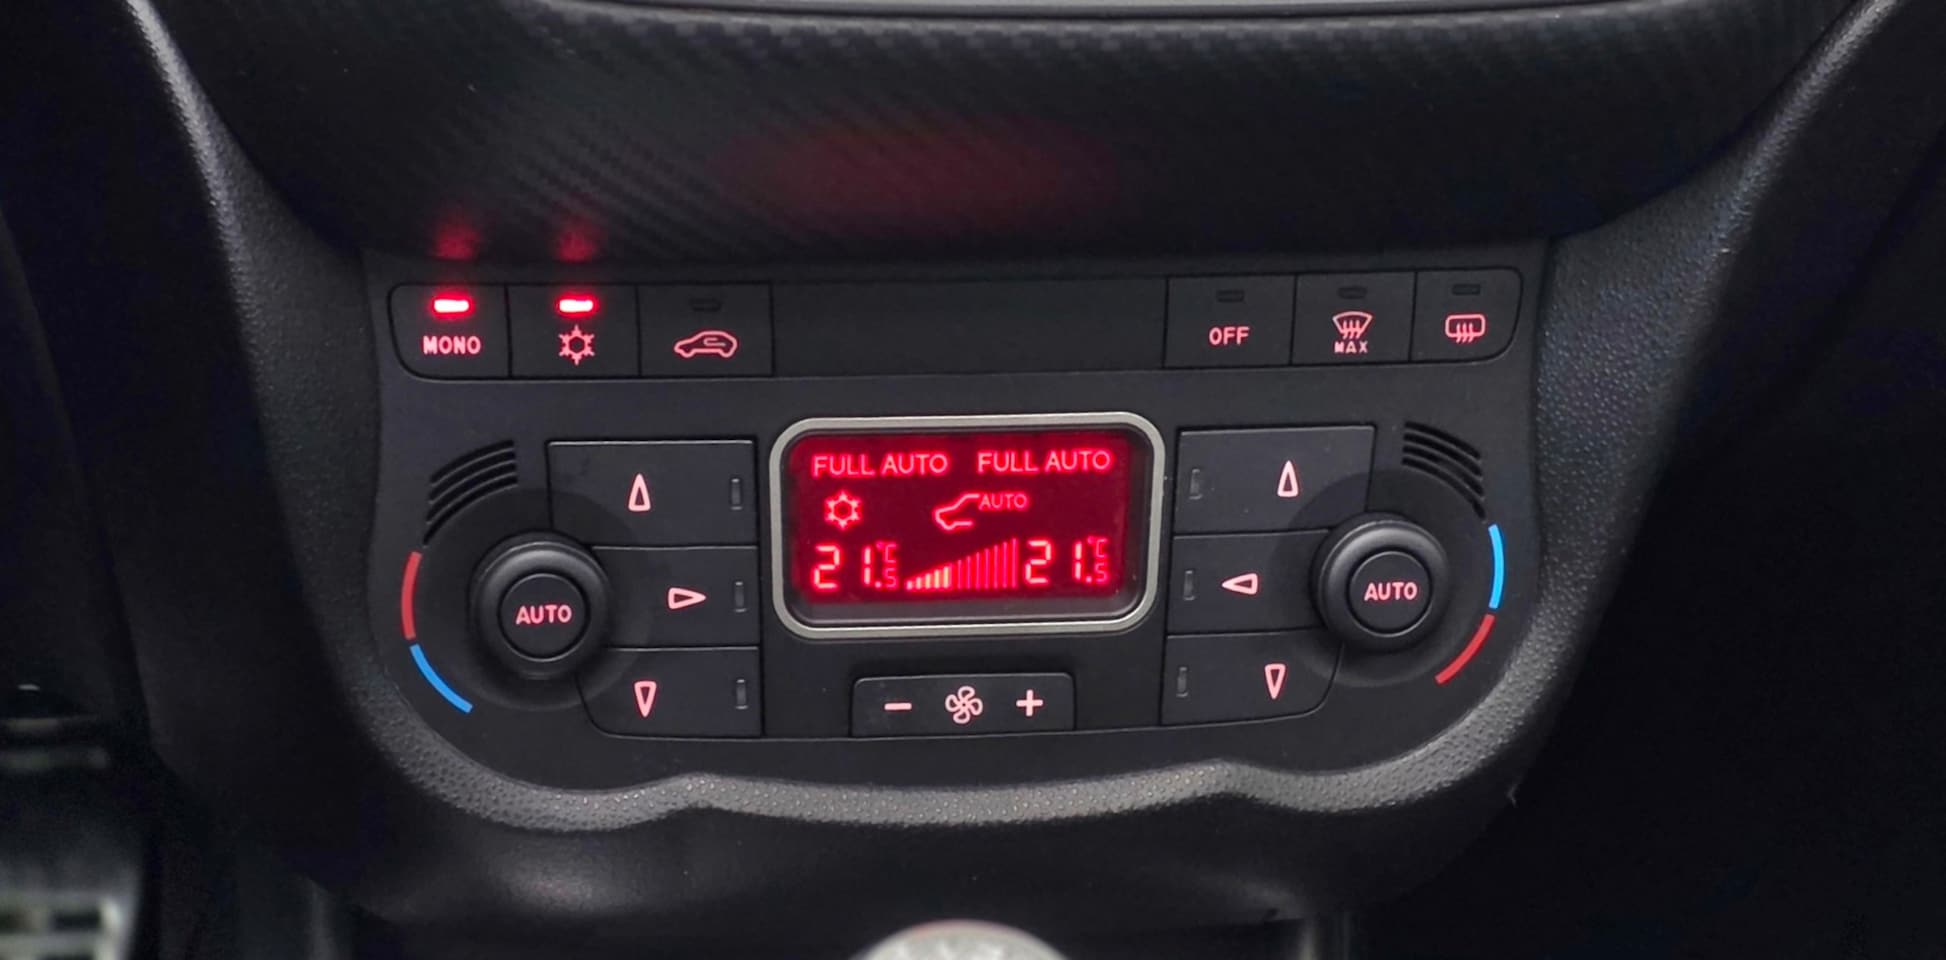 MONO
OFF
MAX
FULL AUTO FULL AUTO
AUTO
21.5 °C 21.5 °C
AUTO
AUTO
- +